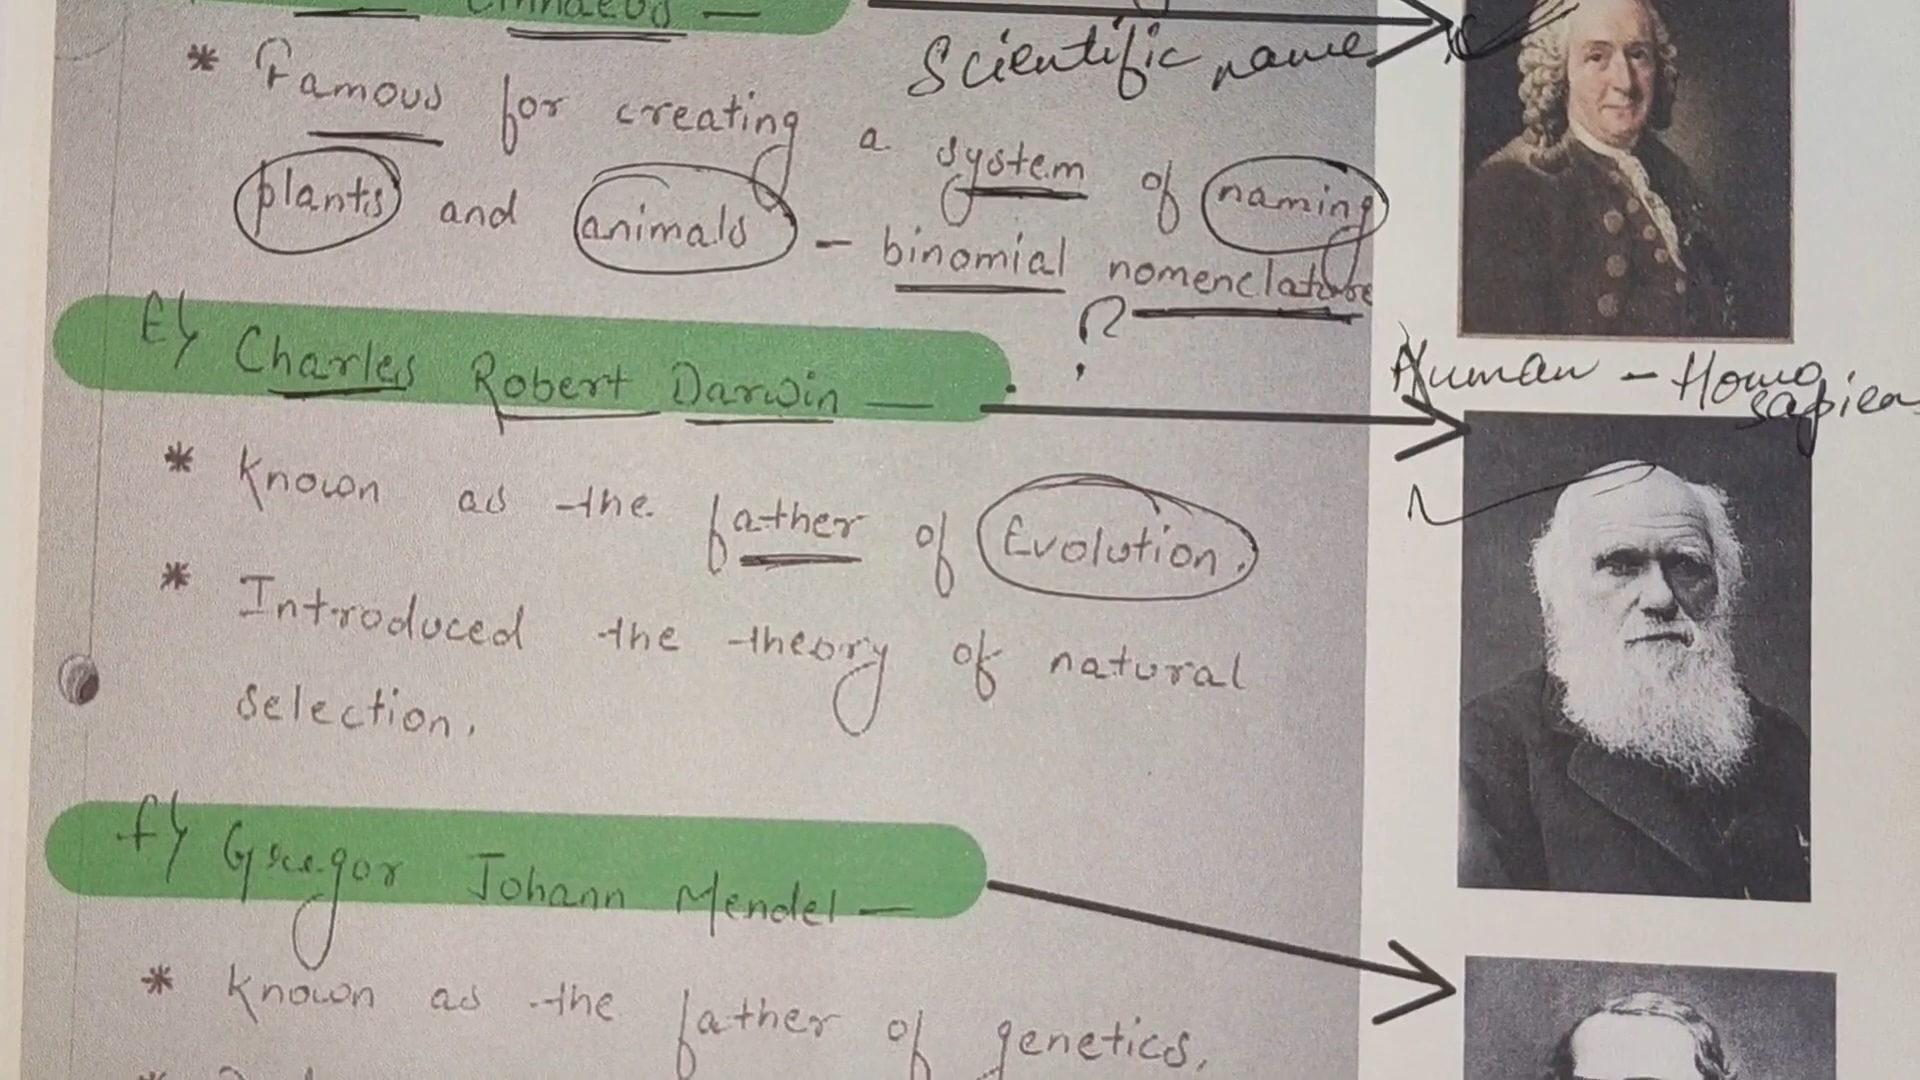 Linnaeus —
Scientific name
* Famous for creating a system of naming
plants and animals – binomial nomenclature
?
E) Charles Robert Darwin —
Human – Homo
sapiens
* Known as the father of Evolution.
* Introduced the theory of natural
selection.
f) Gregor Johann Mendel —
* Known as the father of genetics.